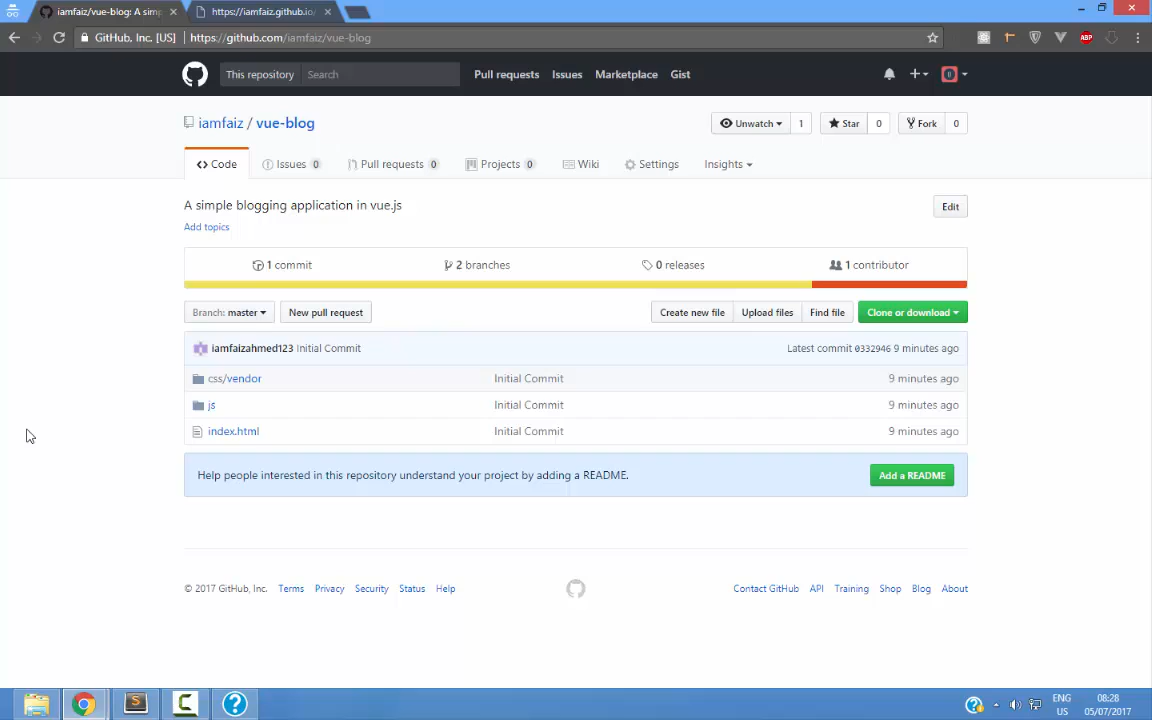 iamfaiz/vue-blog: A sim
https://iamfaiz.github.io/
GitHub, Inc. [US] | https://github.com/iamfaiz/vue-blog
ABP
This repository Search Pull requests Issues Marketplace Gist
iamfaiz / vue-blog
Unwatch 1 Star 0 Fork 0
Code Issues 0 Pull requests 0 Projects 0 Wiki Settings Insights
A simple blogging application in vue.js
Edit
Add topics
1 commit 2 branches 0 releases 1 contributor
Branch: master New pull request Create new file Upload files Find file Clone or download
iamfaizahmed123 Initial Commit Latest commit 0332946 9 minutes ago
css/vendor Initial Commit 9 minutes ago
js Initial Commit 9 minutes ago
index.html Initial Commit 9 minutes ago
Help people interested in this repository understand your project by adding a README. Add a README
© 2017 GitHub, Inc. Terms Privacy Security Status Help Contact GitHub API Training Shop Blog About
ENG 08:28
US 05/07/2017